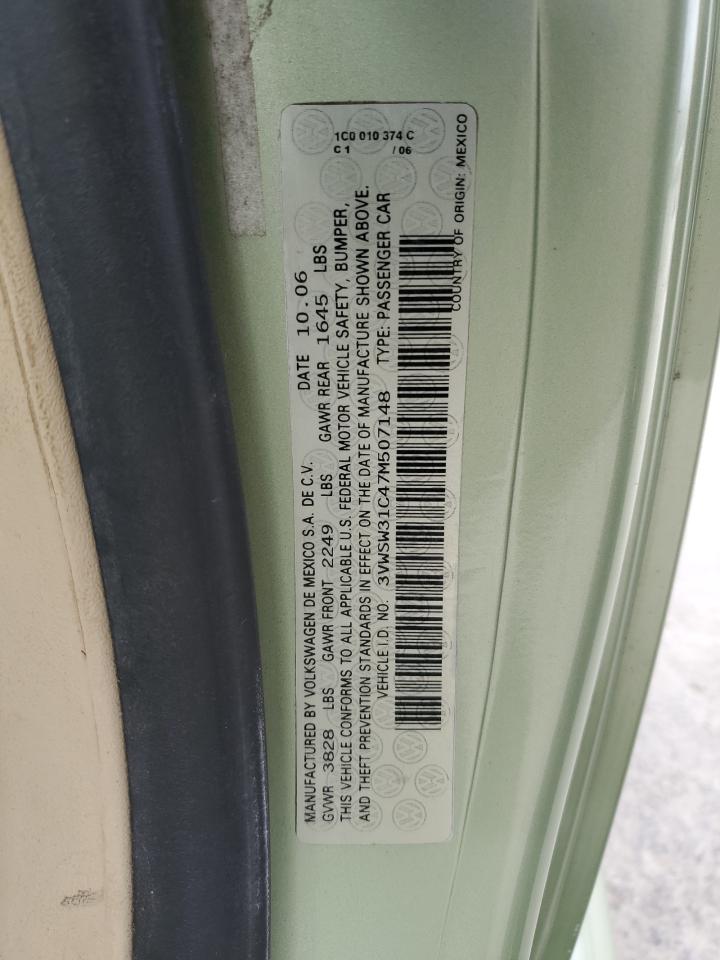 1C0 010 374 C
C 1 / 06
MANUFACTURED BY VOLKSWAGEN DE MEXICO S.A. DE C.V. DATE 10.06
GVWR 3828 LBS GAWR FRONT 2249 LBS GAWR REAR 1645 LBS
THIS VEHICLE CONFORMS TO ALL APPLICABLE U.S. FEDERAL MOTOR VEHICLE SAFETY, BUMPER,
AND THEFT PREVENTION STANDARDS IN EFFECT ON THE DATE OF MANUFACTURE SHOWN ABOVE.
VEHICLE I.D. NO. 3VWSW31C47M507148 TYPE: PASSENGER CAR
COUNTRY OF ORIGIN: MEXICO